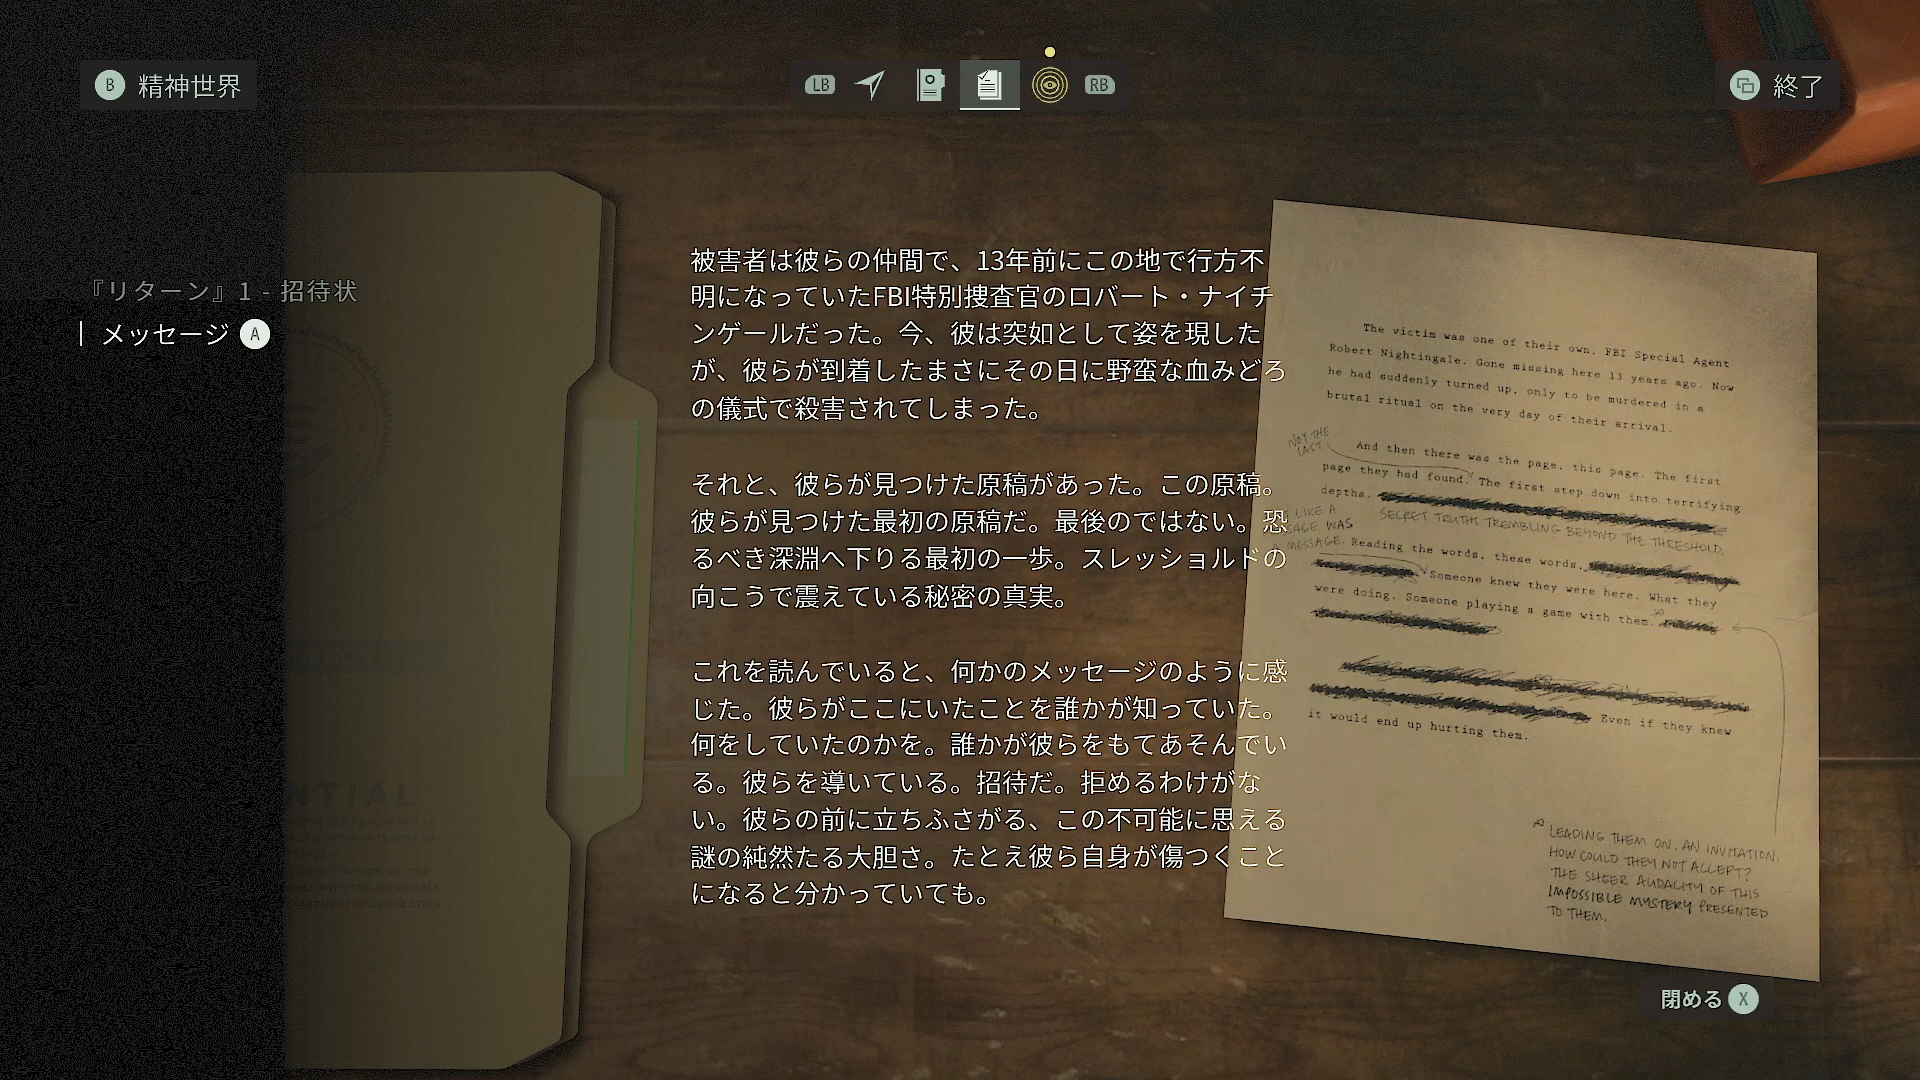 B 精神世界
LB
RB
終了
『リターン』1 - 招待状
メッセージ A
被害者は彼らの仲間で、13年前にこの地で行方不
明になっていたFBI特別捜査官のロバート・ナイチ
ンゲールだった。今、彼は突如として姿を現した
が、彼らが到着したまさにその日に野蛮な血みどろ
の儀式で殺害されてしまった。
それと、彼らが見つけた原稿があった。この原稿。
彼らが見つけた最初の原稿だ。最後のではない。恐
るべき深淵へ下りる最初の一歩。スレッショルドの
向こうで震えている秘密の真実。
これを読んでいると、何かのメッセージのように感
じた。彼らがここにいたことを誰かが知っていた。
何をしていたのかを。誰かが彼らをもてあそんでい
る。彼らを導いている。招待だ。拒めるわけがな
い。彼らの前に立ちふさがる、この不可能に思える
謎の純然たる大胆さ。たとえ彼ら自身が傷つくこと
になると分かっていても。
The victim was one of their own, FBI Special Agent
Robert Nightingale. Gone missing here 13 years ago. Now
he had suddenly turned up, only to be murdered in a
brutal ritual on the very day of their arrival.
NOT THE
LAST.
And then there was the page, this page. The first
page they had found. The first step down into terrifying
depths.
SECRET TRUTHS TREMBLING BEYOND THE THRESHOLD.
LIKE A
WAS
MESSAGE.
Reading the words, these words,
Someone knew they were here. What they
were doing. Someone playing a game with them.
Even if they knew
it would end up hurting them.
LEADING THEM ON. AN INVITATION.
HOW COULD THEY NOT ACCEPT?
THE SHEER AUDACITY OF THIS
IMPOSSIBLE MYSTERY PRESENTED
TO THEM.
NTIAL
閉める X